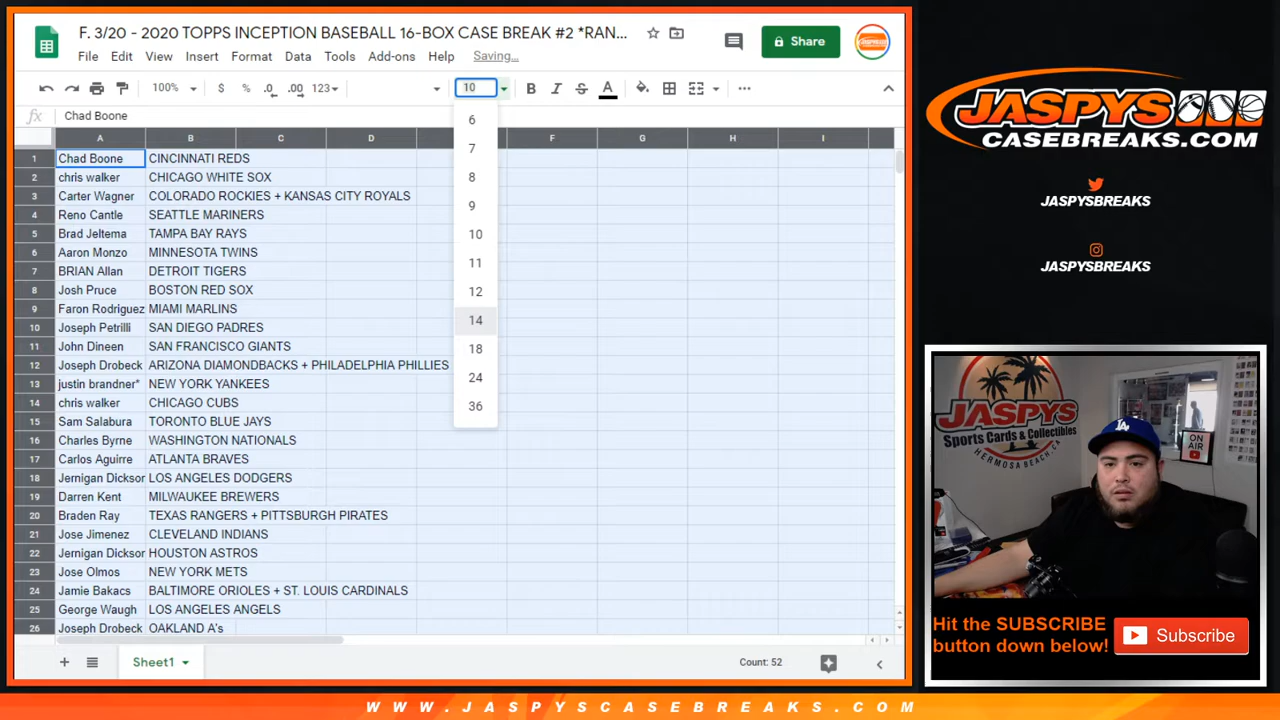 F. 3/20 - 2020 TOPPS INCEPTION BASEBALL 16-BOX CASE BREAK #2 *RAN...
File Edit View Insert Format Data Tools Add-ons Help Saving...
Share
100% $ % .0 .00 123 10 B I S A ...
fx Chad Boone
A B C D F G H I
1 Chad Boone CINCINNATI REDS
2 chris walker CHICAGO WHITE SOX
3 Carter Wagner COLORADO ROCKIES + KANSAS CITY ROYALS
4 Reno Cantle SEATTLE MARINERS
5 Brad Jeltema TAMPA BAY RAYS
6 Aaron Monzo MINNESOTA TWINS
7 BRIAN Allan DETROIT TIGERS
8 Josh Pruce BOSTON RED SOX
9 Faron Rodriguez MIAMI MARLINS
10 Joseph Petrilli SAN DIEGO PADRES
11 John Dineen SAN FRANCISCO GIANTS
12 Joseph Drobeck ARIZONA DIAMONDBACKS + PHILADELPHIA PHILLIES
13 justin brandner* NEW YORK YANKEES
14 chris walker CHICAGO CUBS
15 Sam Salabura TORONTO BLUE JAYS
16 Charles Byrne WASHINGTON NATIONALS
17 Carlos Aguirre ATLANTA BRAVES
18 Jernigan Dickson LOS ANGELES DODGERS
19 Darren Kent MILWAUKEE BREWERS
20 Braden Ray TEXAS RANGERS + PITTSBURGH PIRATES
21 Jose Jimenez CLEVELAND INDIANS
22 Jernigan Dickson HOUSTON ASTROS
23 Jose Olmos NEW YORK METS
24 Jamie Bakacs BALTIMORE ORIOLES + ST. LOUIS CARDINALS
25 George Waugh LOS ANGELES ANGELS
26 Joseph Drobeck OAKLAND A's
6
7
8
9
10
11
12
14
18
24
36
Sheet1
Count: 52
JASPYS
CASEBREAKS.COM
JASPYSBREAKS
JASPYSBREAKS
JASPYS
Sports Cards & Collectibles
HERMOSA BEACH, CA
LA
ON AIR
Hit the SUBSCRIBE
button down below!
Subscribe
WWW.JASPYSCASEBREAKS.COM